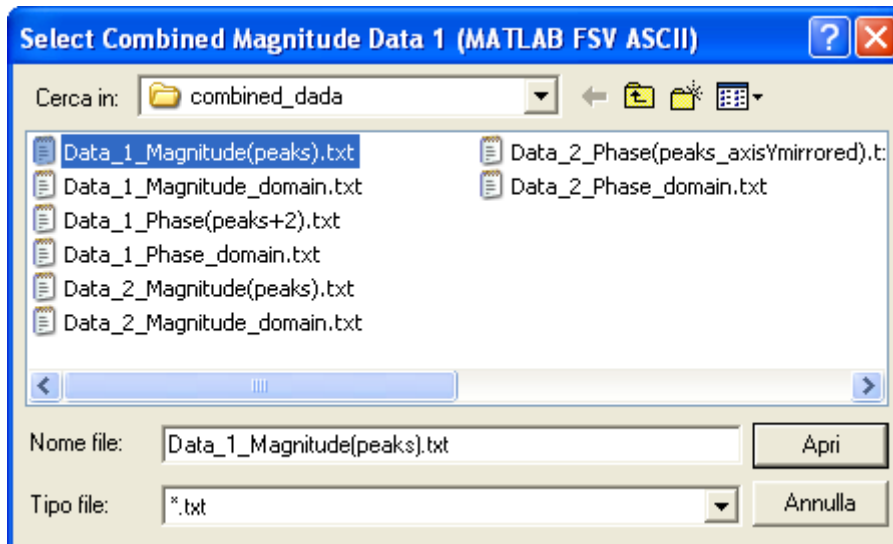 Select Combined Magnitude Data 1 (MATLAB FSV ASCII)
Cerca in:
combined_dada
Data_1_Magnitude(peaks).txt
Data_1_Magnitude_domain.txt
Data_1_Phase(peaks+2).txt
Data_1_Phase_domain.txt
Data_2_Magnitude(peaks).txt
Data_2_Magnitude_domain.txt
Data_2_Phase(peaks_axisYmirrored).t
Data_2_Phase_domain.txt
Nome file:
Data_1_Magnitude(peaks).txt
Apri
Tipo file:
*.txt
Annulla